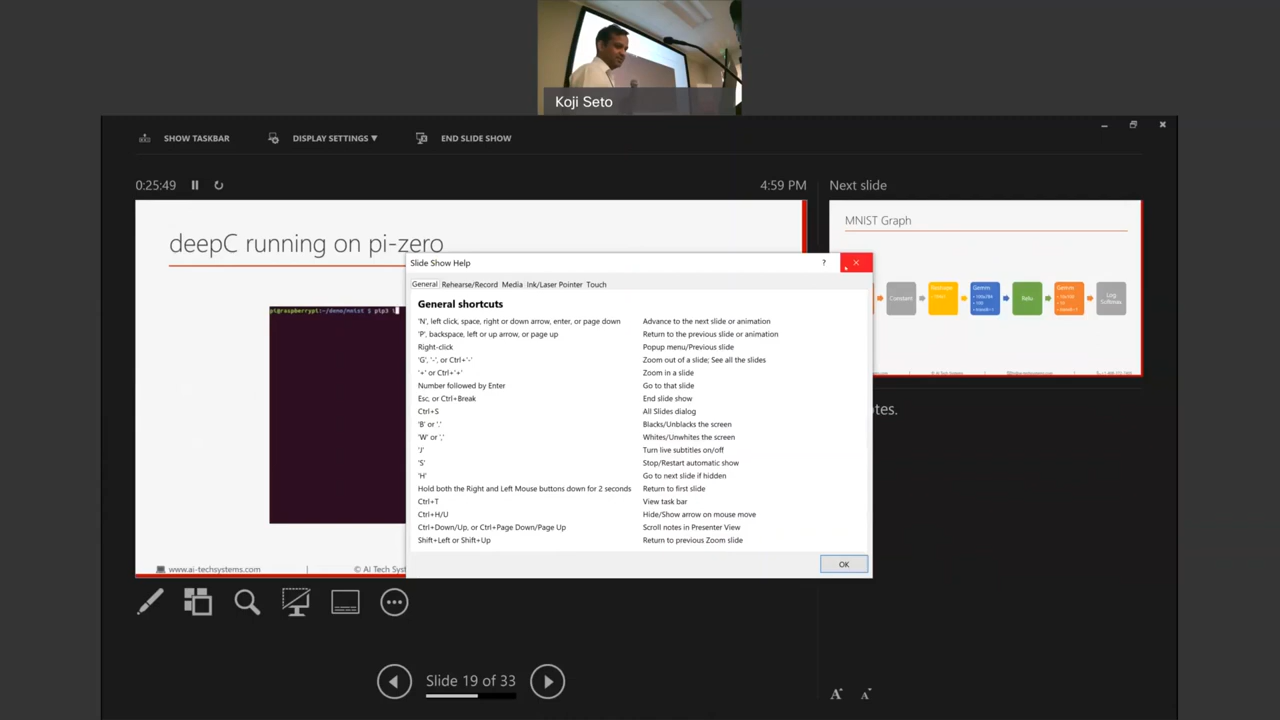 Koji Seto
SHOW TASKBAR
DISPLAY SETTINGS ▼
END SLIDE SHOW
0:25:49
4:59 PM
Next slide
deepC running on pi-zero
pi@raspberrypi:~/demo/mnist $ pip3 i
www.ai-techsystems.com | © AI Tech Syst
MNIST Graph
Constant
Reshape
Gemm
Relu
Gemm
Log
Softmax
otes.
Slide Show Help
?
General
Rehearse/Record
Media
Ink/Laser Pointer
Touch
General shortcuts
'N', left click, space, right or down arrow, enter, or page down Advance to the next slide or animation
'P', backspace, left or up arrow, or page up Return to the previous slide or animation
Right-click Popup menu/Previous slide
'G', '-', or Ctrl+'-' Zoom out of a slide; See all the slides
'+' or Ctrl+'+' Zoom in a slide
Number followed by Enter Go to that slide
Esc, or Ctrl+Break End slide show
Ctrl+S All Slides dialog
'B' or '.' Blacks/Unblacks the screen
'W' or ',' Whites/Unwhites the screen
'J' Turn live subtitles on/off
'S' Stop/Restart automatic show
'H' Go to next slide if hidden
Hold both the Right and Left Mouse buttons down for 2 seconds Return to first slide
Ctrl+T View task bar
Ctrl+H/U Hide/Show arrow on mouse move
Ctrl+Down/Up, or Ctrl+Page Down/Page Up Scroll notes in Presenter View
Shift+Left or Shift+Up Return to previous Zoom slide
OK
Slide 19 of 33
A A